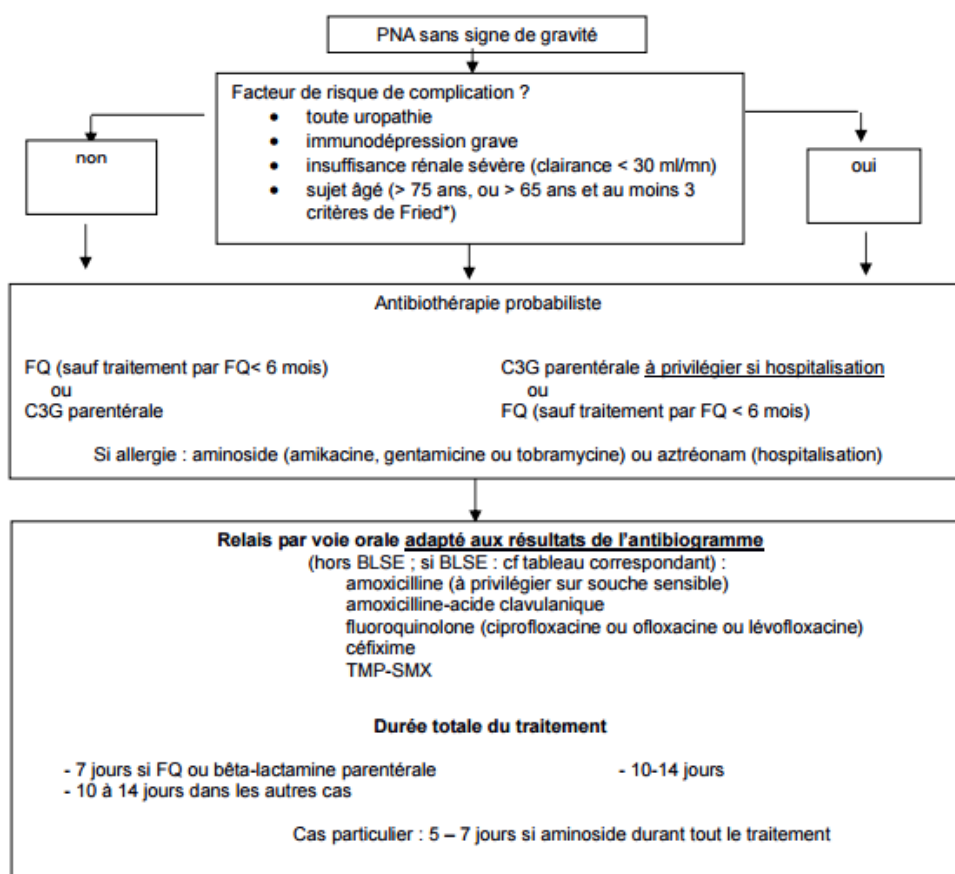 PNA sans signe de gravité
Facteur de risque de complication ?
• toute uropathie
• immunodépression grave
• insuffisance rénale sévère (clairance < 30 ml/mn)
• sujet âgé (> 75 ans, ou > 65 ans et au moins 3
critères de Fried*)
non
oui
Antibiothérapie probabiliste
FQ (sauf traitement par FQ< 6 mois)
ou
C3G parentérale
C3G parentérale à privilégier si hospitalisation
ou
FQ (sauf traitement par FQ < 6 mois)
Si allergie : aminoside (amikacine, gentamicine ou tobramycine) ou aztréonam (hospitalisation)
Relais par voie orale adapté aux résultats de l'antibiogramme
(hors BLSE ; si BLSE : cf tableau correspondant) :
amoxicilline (à privilégier sur souche sensible)
amoxicilline-acide clavulanique
fluoroquinolone (ciprofloxacine ou ofloxacine ou lévofloxacine)
céfixime
TMP-SMX
Durée totale du traitement
- 7 jours si FQ ou bêta-lactamine parentérale
- 10 à 14 jours dans les autres cas
- 10-14 jours
Cas particulier : 5 – 7 jours si aminoside durant tout le traitement